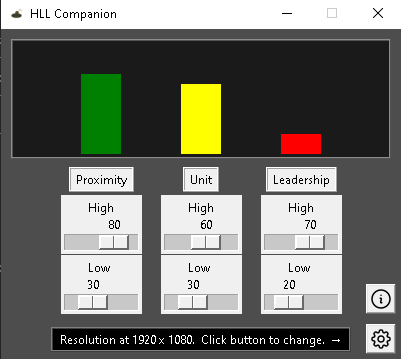 HLL Companion
Proximity Unit Leadership
High High High
80 60 70
Low Low Low
30 30 20
Resolution at 1920 x 1080. Click button to change. →